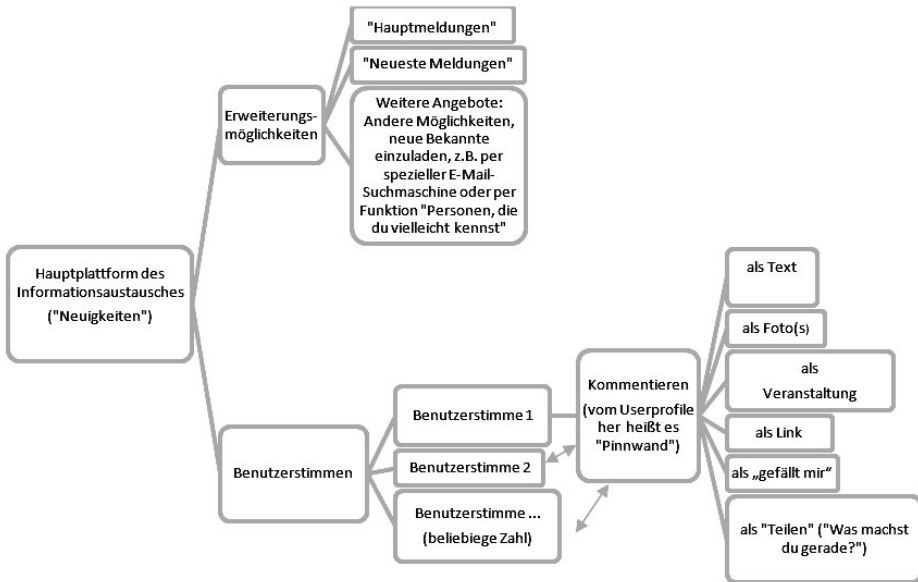 "Hauptmeldungen"
"Neueste Meldungen"
Weitere Angebote:
Andere Möglichkeiten,
neue Bekannte
einzuladen, z.B. per
spezieller E-Mail-
Suchmaschine oder per
Funktion "Personen, die
du vielleicht kennst"
Erweiterungs-
möglichkeiten
Hauptplattform des
Informationsaustausches
("Neuigkeiten")
Benutzerstimmen
Benutzerstimme 1
Benutzerstimme 2
Benutzerstimme ...
(beliebiege Zahl)
Kommentieren
(vom Userprofile
her heißt es
"Pinnwand")
als Text
als Foto(s)
als
Veranstaltung
als Link
als „gefällt mir“
als "Teilen" ("Was machst
du gerade?")